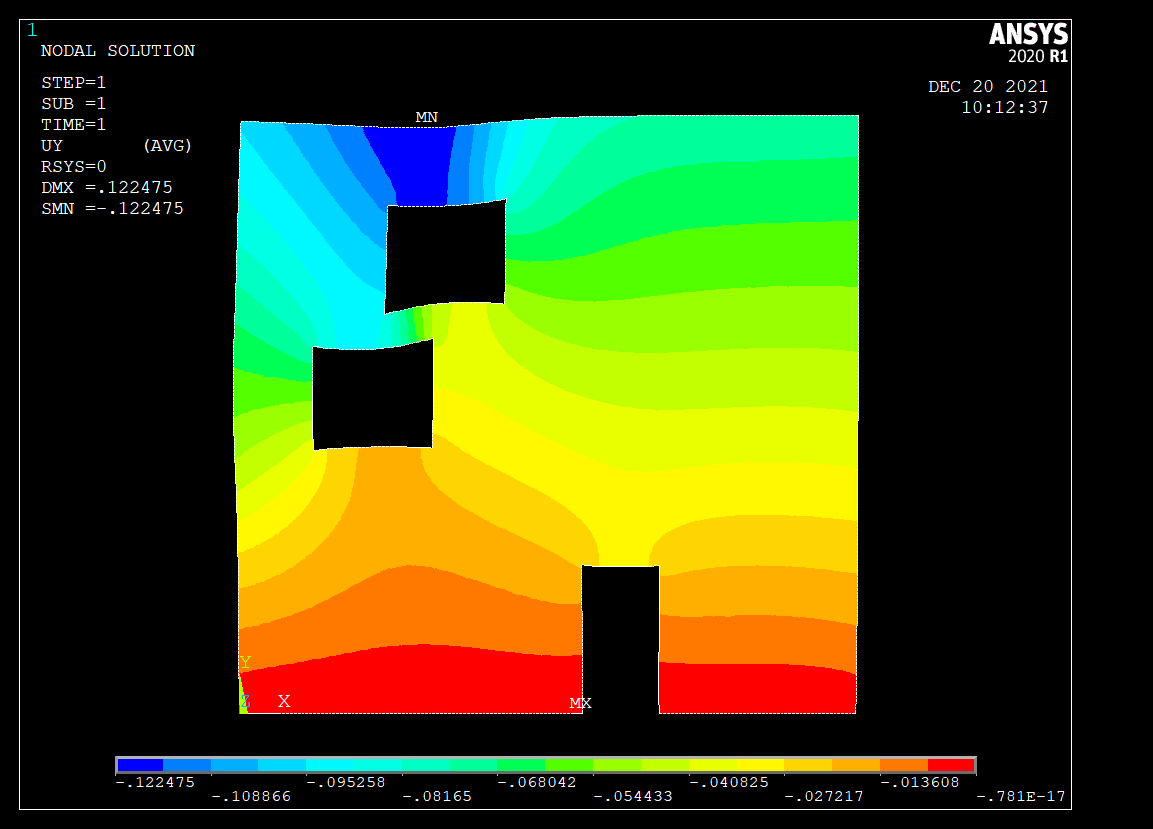 1
NODAL SOLUTION
STEP=1
SUB =1
TIME=1
UY (AVG)
RSYS=0
DMX =.122475
SMN =-.122475
ANSYS
2020 R1
DEC 20 2021
10:12:37
MN
Y
Z X
MX
-.122475 -.095258 -.068042 -.040825 -.013608
-.108866 -.08165 -.054433 -.027217 -.781E-17